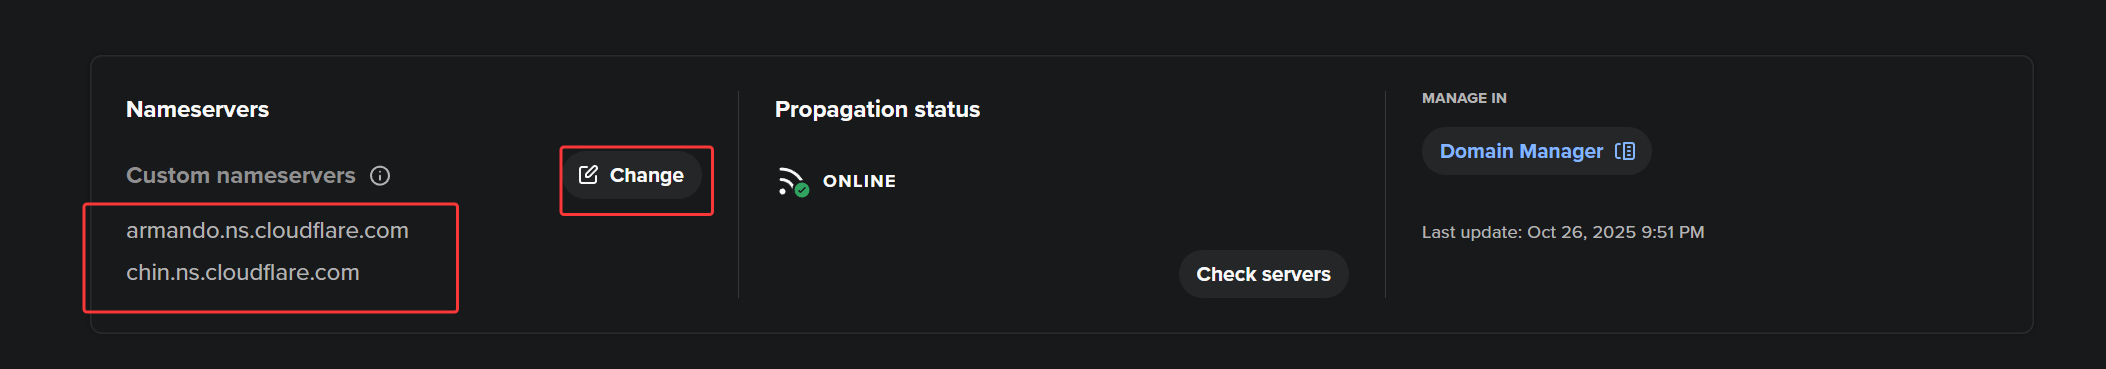 Nameservers
Custom nameservers
Change
armando.ns.cloudflare.com
chin.ns.cloudflare.com
Propagation status
ONLINE
Check servers
MANAGE IN
Domain Manager
Last update: Oct 26, 2025 9:51 PM